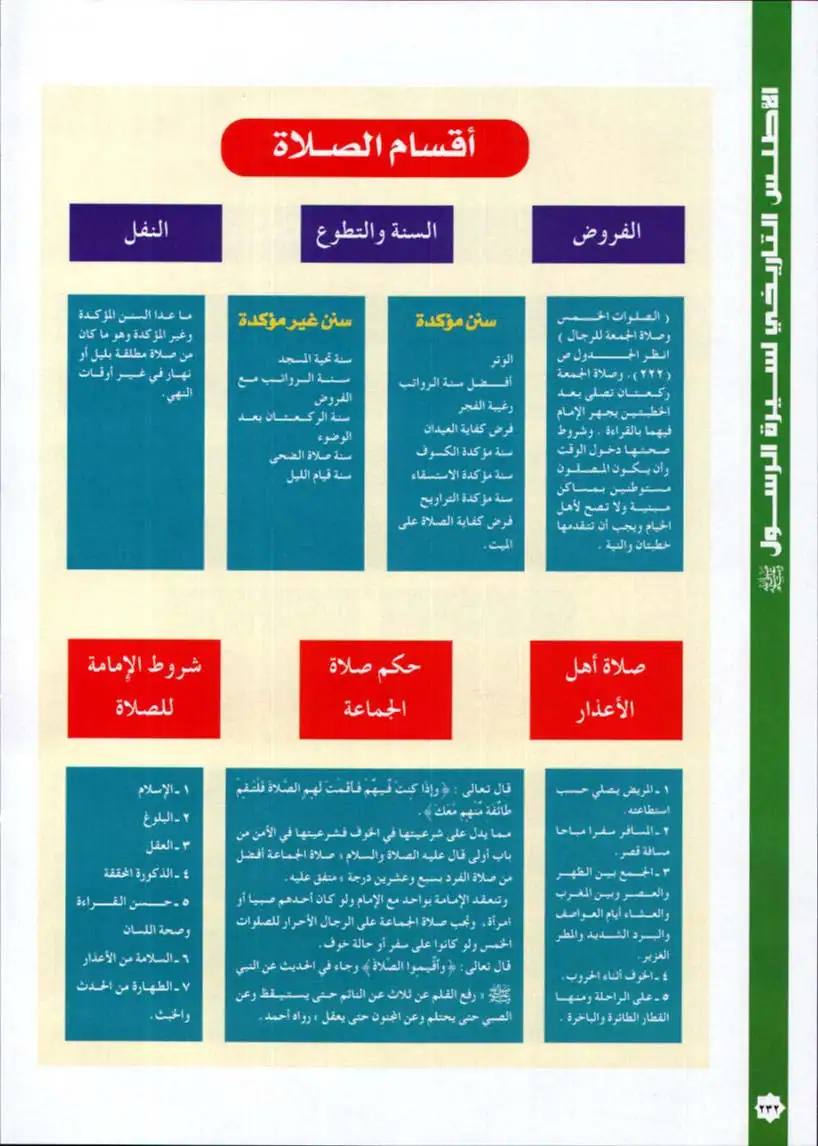 الأطلس التاريخي لسيرة الرسول ﷺ
أقسام الصلاة
الفروض
( الصلوات الخمس
وصلاة الجمعة للرجال )
انظر الجدول ص
(٢٢٢). وصلاة الجمعة
ركعتان تصلى بعد
الخطبتين بجهر الإمام
فيهما بالقراءة . وشروط
صحتها دخول الوقت
وأن يكون المصلون
مستوطنين بمساكن
مبنية ولا تصح لأهل
الخيام ويجب أن تتقدمها
خطبتان والنية .
السنة والتطوع
سنن مؤكدة
الوتر
أفضل سنة الرواتب
رغيبة الفجر
فرض كفاية العيدان
سنة مؤكدة الكسوف
سنة مؤكدة الاستسقاء
سنة مؤكدة التراويح
فرض كفاية الصلاة على
الميت .
سنن غير مؤكدة
سنة تحية المسجد
سنة الرواتب مع
الفروض
سنة الركعتان بعد
الوضوء
سنة صلاة الضحى
سنة قيام الليل
النفل
ما عدا السنن المؤكدة
وغير المؤكدة وهو ما كان
من صلاة مطلقة بليل أو
نهار في غير أوقات
النهي .
صلاة أهل
الأعذار
١ ـ المريض يصلي حسب
استطاعته .
٢ ـ المسافر سفرا مباحا
مسافة قصر .
٣ ـ الجمع بين الظهر
والعصر وبين المغرب
والعشاء أيام العواصف
والبرد الشديد والمطر
الغزير .
٤ ـ الخوف أثناء الحروب .
٥ ـ على الراحلة ومنها
القطار الطائرة والباخرة .
حكم صلاة
الجماعة
قال تعالى : ﴿ وَإِذَا كُنتَ فِيهِمْ فَأَقَمْتَ لَهُمُ الصَّلاةَ فَلْتَقُمْ
طَائِفَةٌ مِّنْهُم مَّعَكَ ﴾ .
مما يدل على شرعيتها في الخوف فشرعيتها في الأمن من
باب أولى قال عليه الصلاة والسلام « صلاة الجماعة أفضل
من صلاة الفرد بسبع وعشرين درجة » متفق عليه .
وتنعقد الإمامة بواحد مع الإمام ولو كان أحدهم صبيا أو
امرأة . وتجب صلاة الجماعة على الرجال الأحرار للصلوات
الخمس ولو كانوا على سفر أو حالة خوف .
قال تعالى : ﴿ وَأَقِيمُوا الصَّلاةَ ﴾ وجاء في الحديث عن النبي
ﷺ « رفع القلم عن ثلاث عن النائم حتى يستيقظ وعن
الصبي حتى يحتلم وعن المجنون حتى يعقل » رواه أحمد .
شروط الإمامة
للصلاة
١ ـ الإسلام
٢ ـ البلوغ
٣ ـ العقل
٤ ـ الذكورة المحققة
٥ ـ حسن القراءة
وصحة اللسان
٦ ـ السلامة من الأعذار
٧ ـ الطهارة من الحدث
والخبث .
٢٣٢